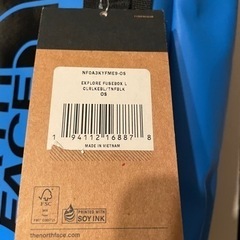 NF0A3KYFME9-OS
EXPLORE FUSEBOX L
CLRLKEBL/TNFBLK
OS
1 94112 16887 8
MADE IN VIETNAM
FSC
PRINTED WITH
SOY INK
thenorthface.com